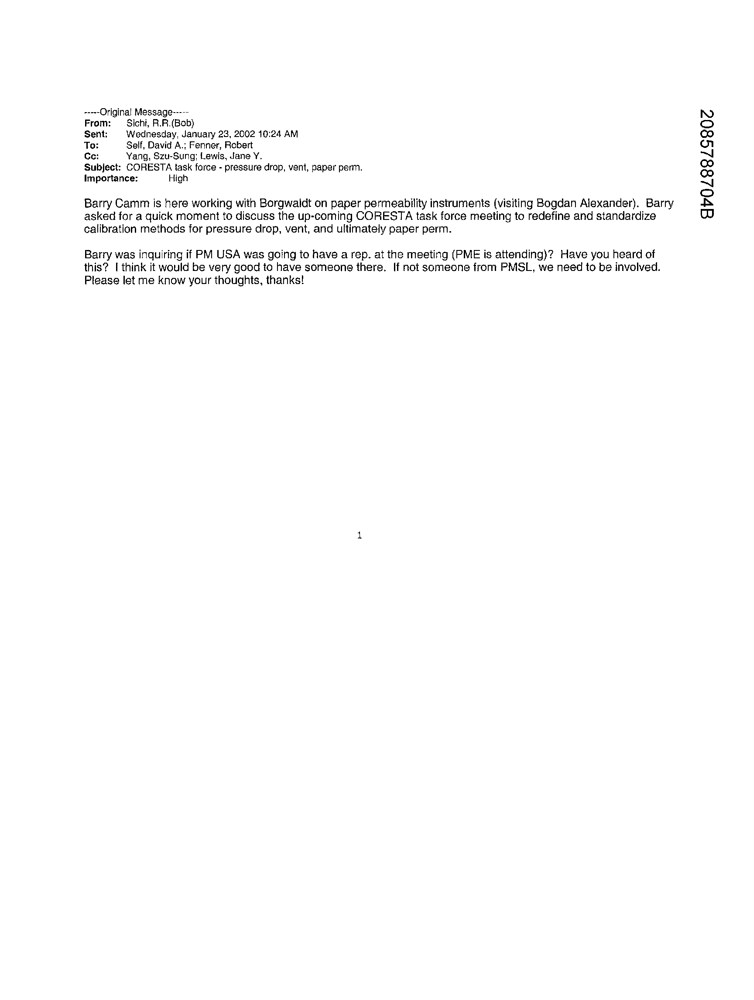 -----Original Message-----
From: Sichi, R.R.(Bob)
Sent: Wednesday, January 23, 2002 10:24 AM
To: Self, David A.; Fenner, Robert
Cc: Yang, Szu-Sung; Lewis, Jane Y.
Subject: CORESTA task force - pressure drop, vent, paper perm.
Importance: High
Barry Camm is here working with Borgwaldt on paper permeability instruments (visiting Bogdan Alexander). Barry
asked for a quick moment to discuss the up-coming CORESTA task force meeting to redefine and standardize
calibration methods for pressure drop, vent, and ultimately paper perm.
Barry was inquiring if PM USA was going to have a rep. at the meeting (PME is attending)? Have you heard of
this? I think it would be very good to have someone there. If not someone from PMSL, we need to be involved.
Please let me know your thoughts, thanks!
1
2085788704B